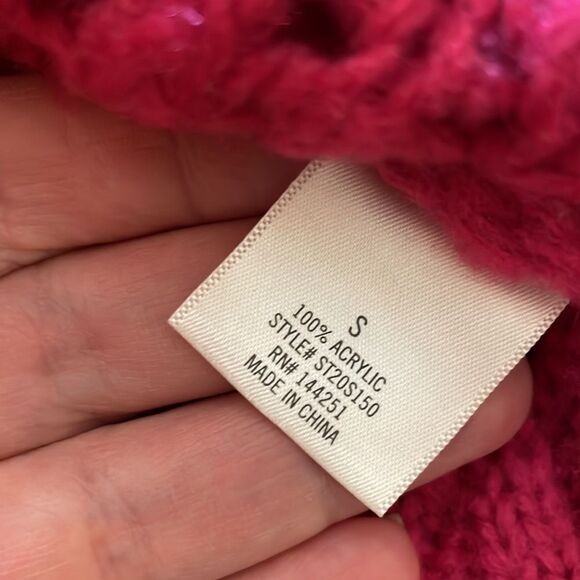 S
100% ACRYLIC
STYLE# ST20S150
RN# 144251
MADE IN CHINA